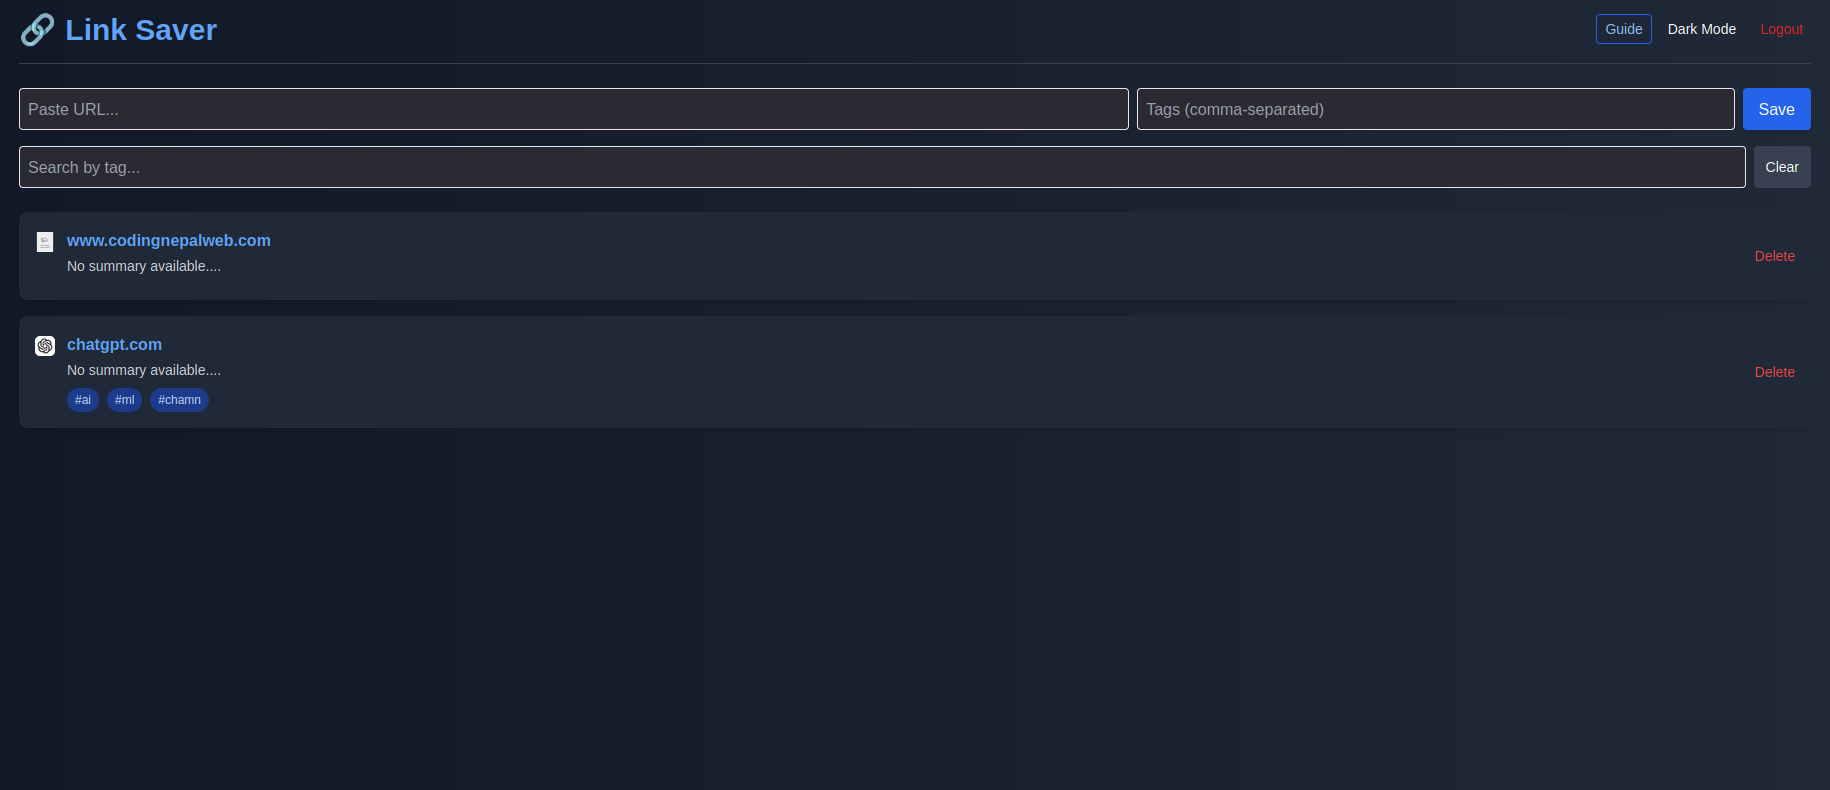 Link Saver
Guide Dark Mode Logout
Paste URL... Tags (comma-separated) Save
Search by tag... Clear
www.codingnepalweb.com
No summary available....
Delete
chatgpt.com
No summary available....
#ai #ml #chamn
Delete